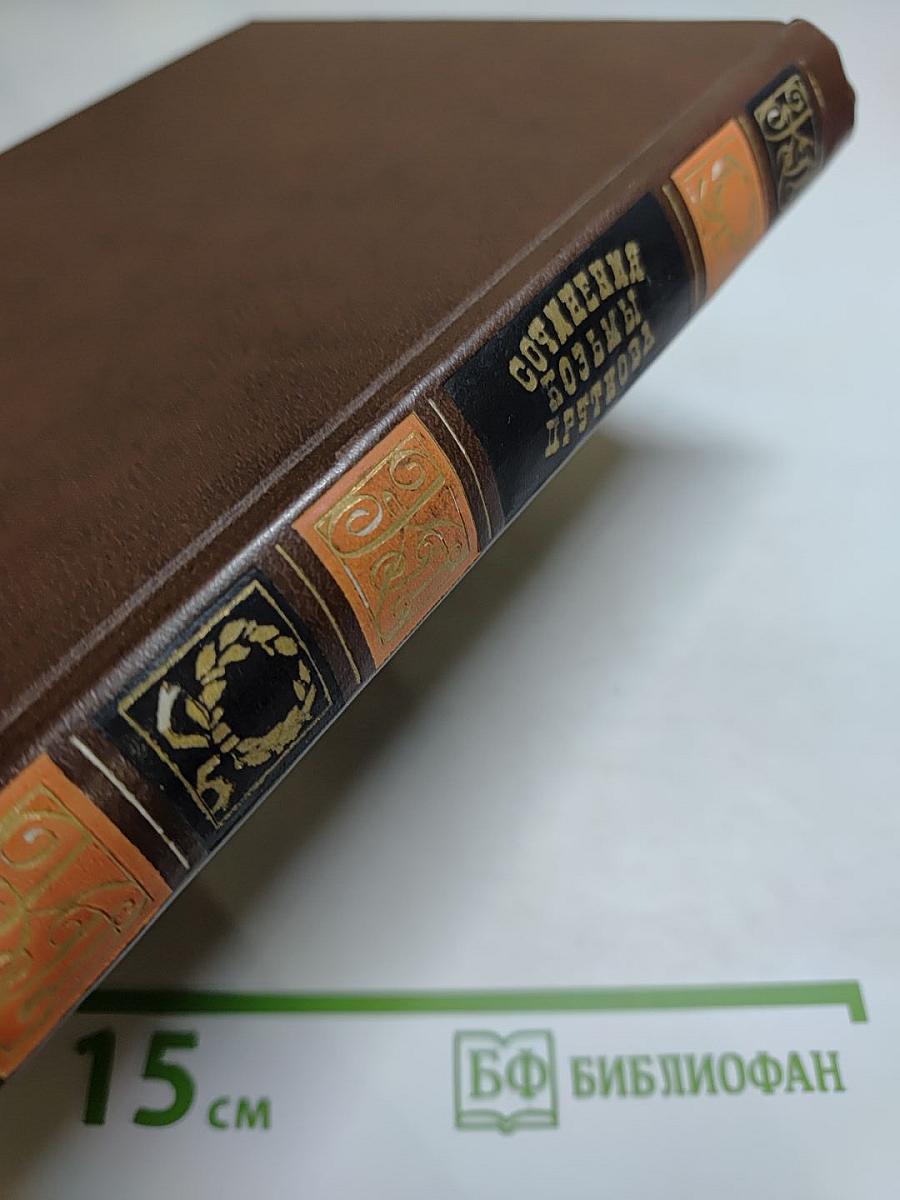 СОЧИНЕНИЯ
КОЗЬМЫ
ПРУТКОВА
15 см
БФ БИБЛИОФАН